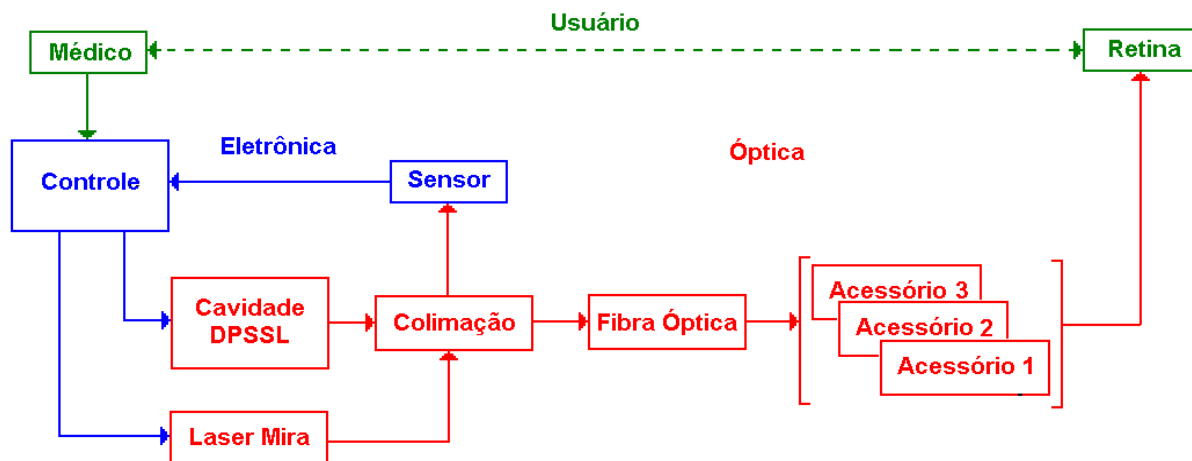 Usuário
Médico
Retina
Eletrônica
Óptica
Controle
Sensor
Cavidade
DPSSL
Colimação
Fibra Óptica
Acessório 3
Acessório 2
Acessório 1
Laser Mira